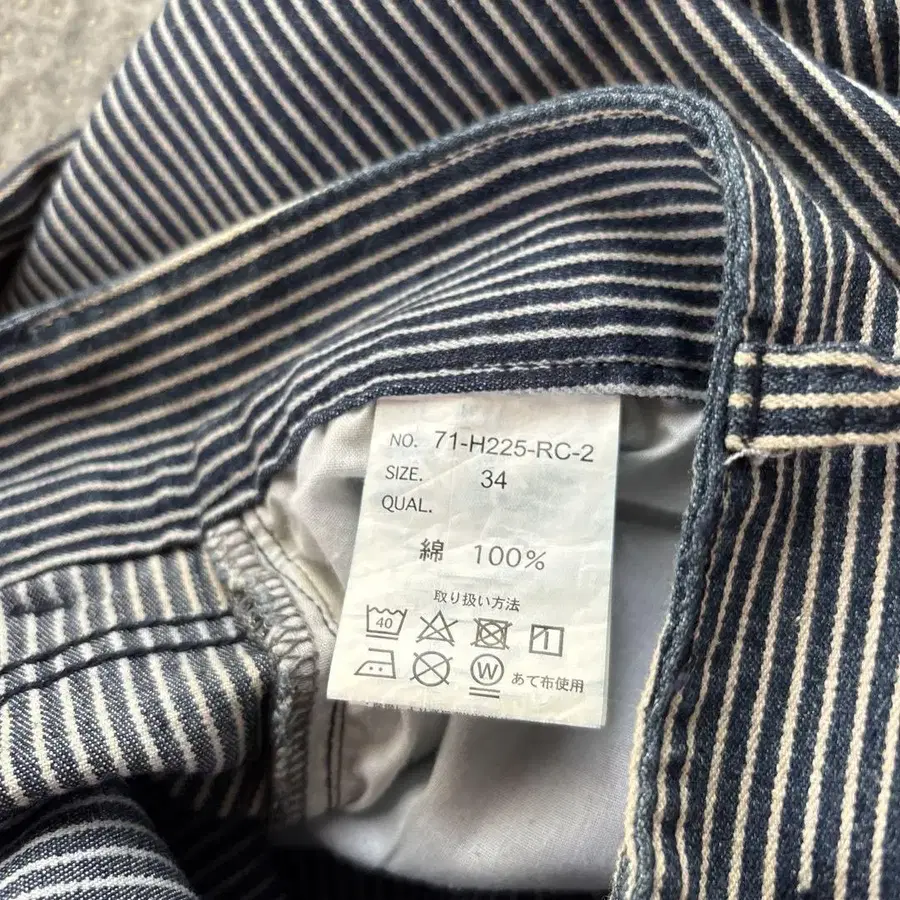 NO. 71-H225-RC-2
SIZE. 34
QUAL.
綿 100%
取り扱い方法
40
W あて布使用